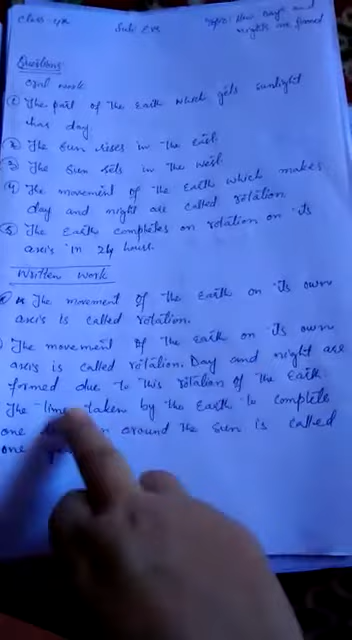 Class - 4th Sub: EVS Topic: How days and
nights are formed
Questions
Oral work
① The part of the Earth which gets sunlight
has day.
② The Sun rises in the east
③ The Sun sets in the west
④ The movement of the Earth which makes
day and night are called rotation
⑤ The Earth completes on rotation on its
axis in 24 hours.
Written work
The movement of the Earth on its own
axis is called rotation.
The movement of the Earth on its own
axis is called rotation. Day and night are
formed due to this rotation of the Earth.
The time taken by the Earth to complete
one around the Sun is called
one